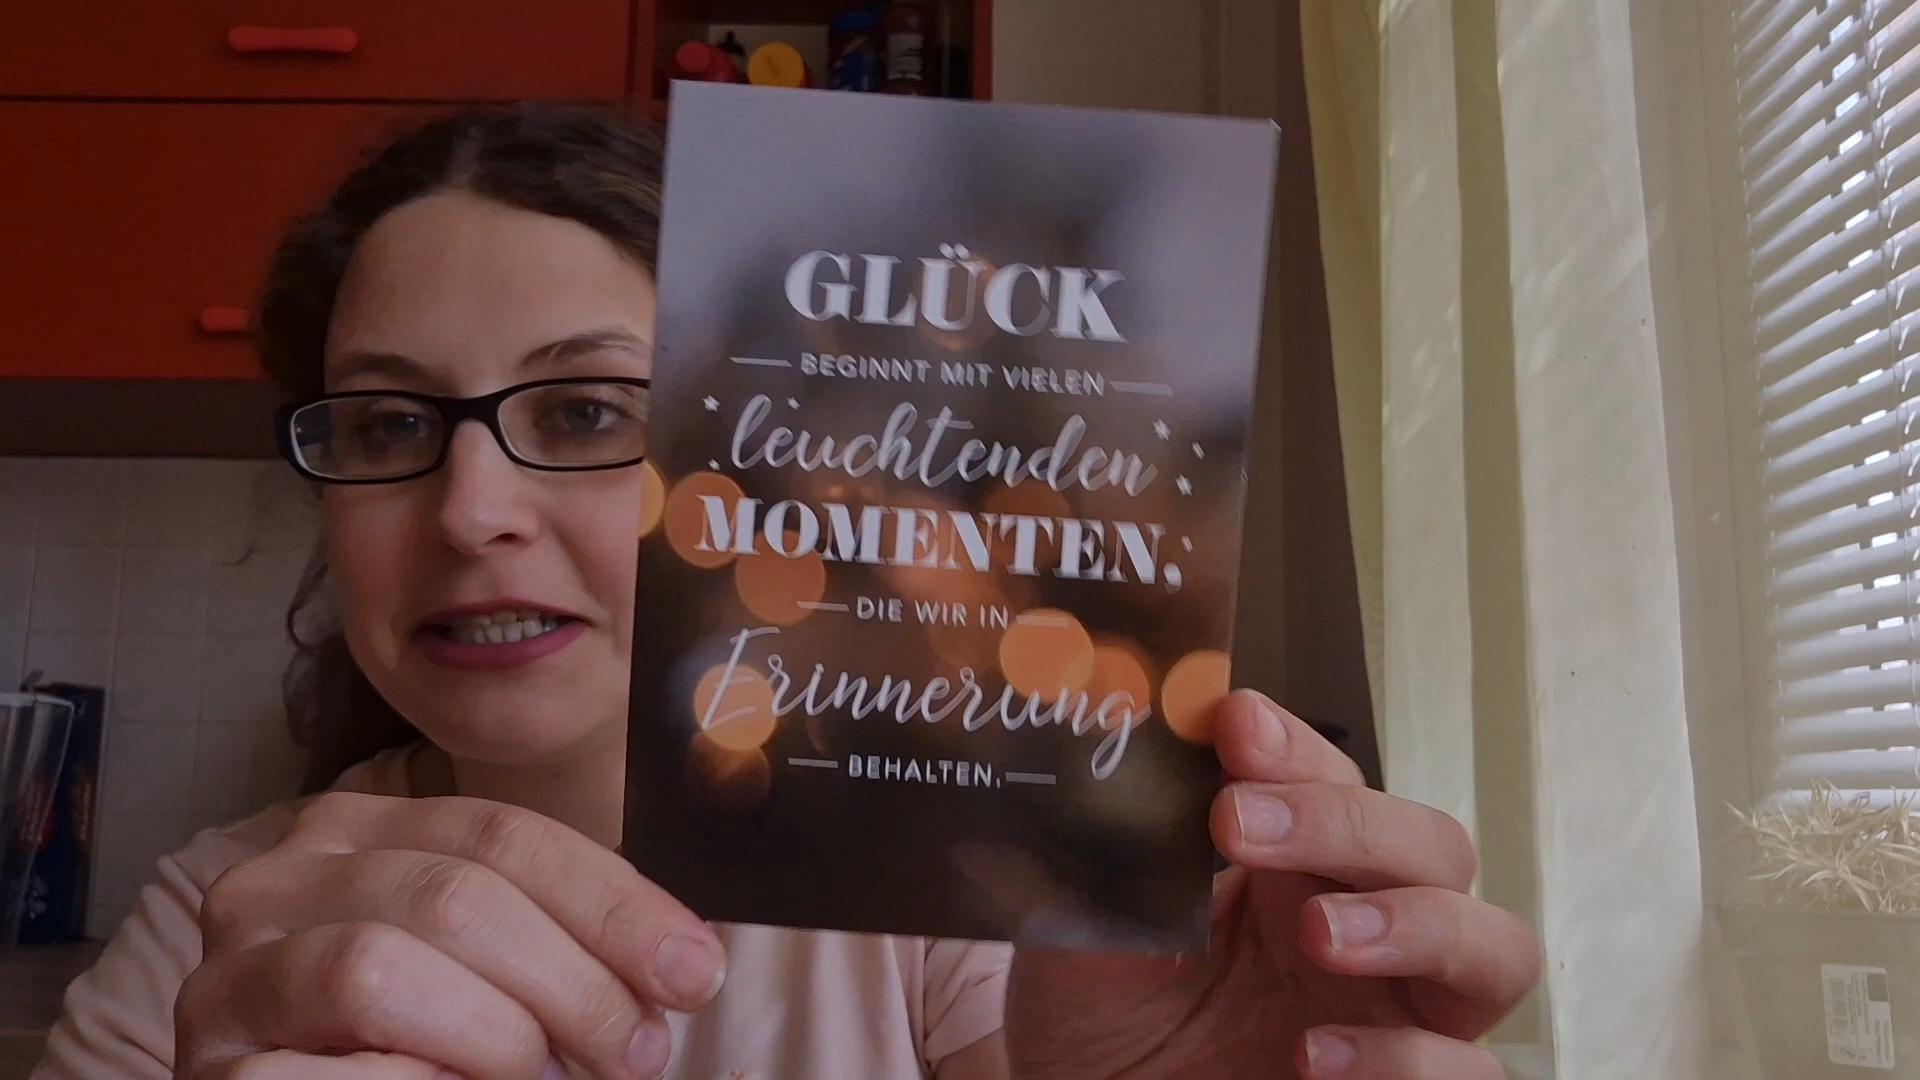 GLÜCK
BEGINNT MIT VIELEN
leuchtenden
MOMENTEN,
DIE WIR IN
Erinnerung
BEHALTEN.